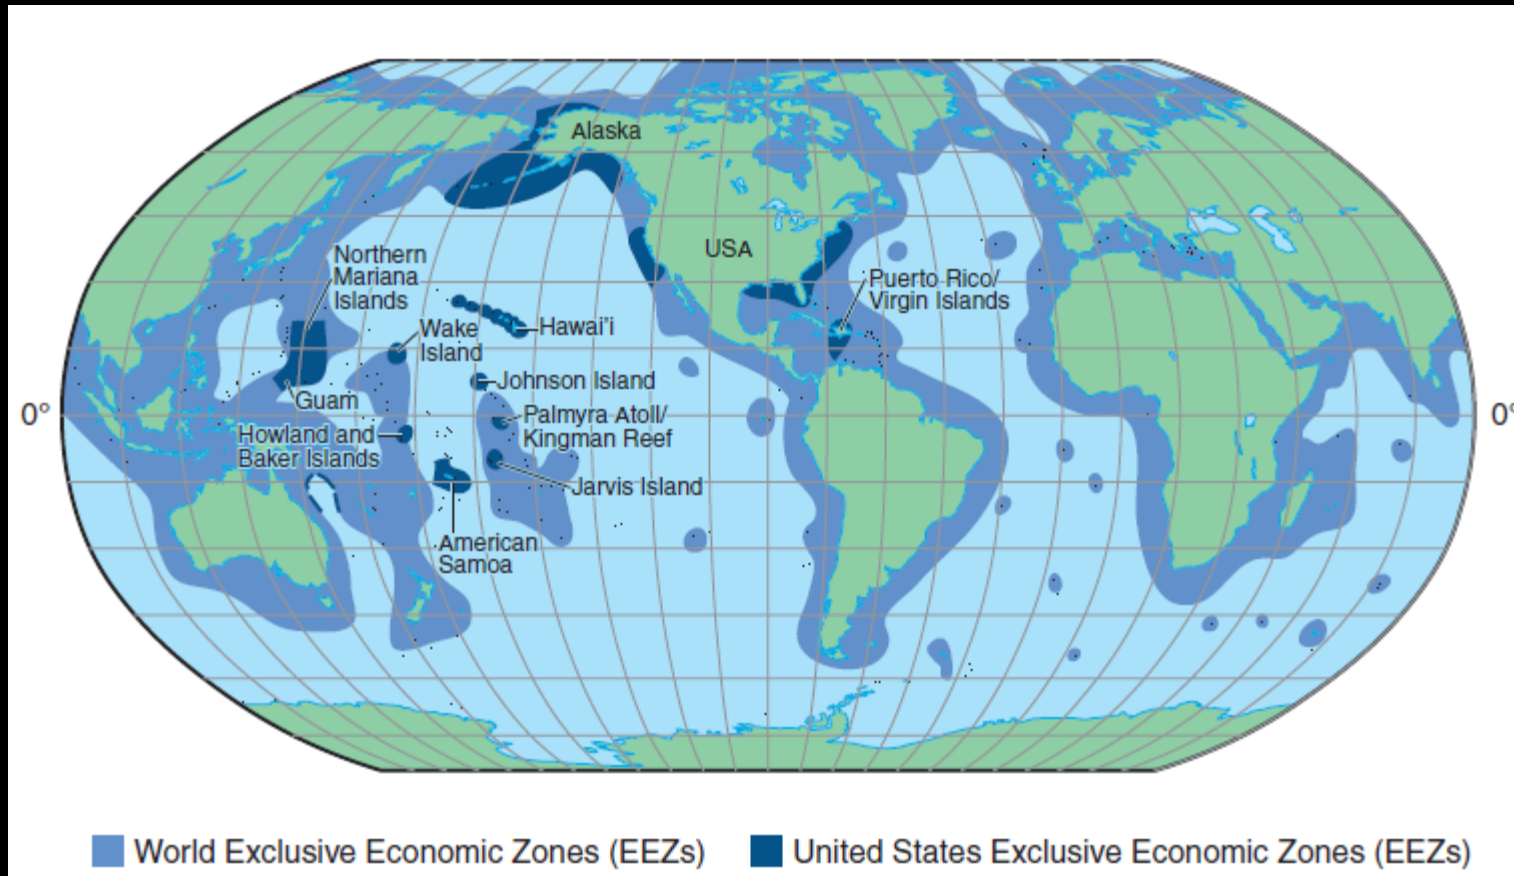 Alaska
USA
Northern
Mariana
Islands
Puerto Rico/
Virgin Islands
Wake
Island
Hawai'i
Johnson Island
Guam
0°
Palmyra Atoll/
Kingman Reef
0°
Howland and
Baker Islands
Jarvis Island
American
Samoa
World Exclusive Economic Zones (EEZs)
United States Exclusive Economic Zones (EEZs)